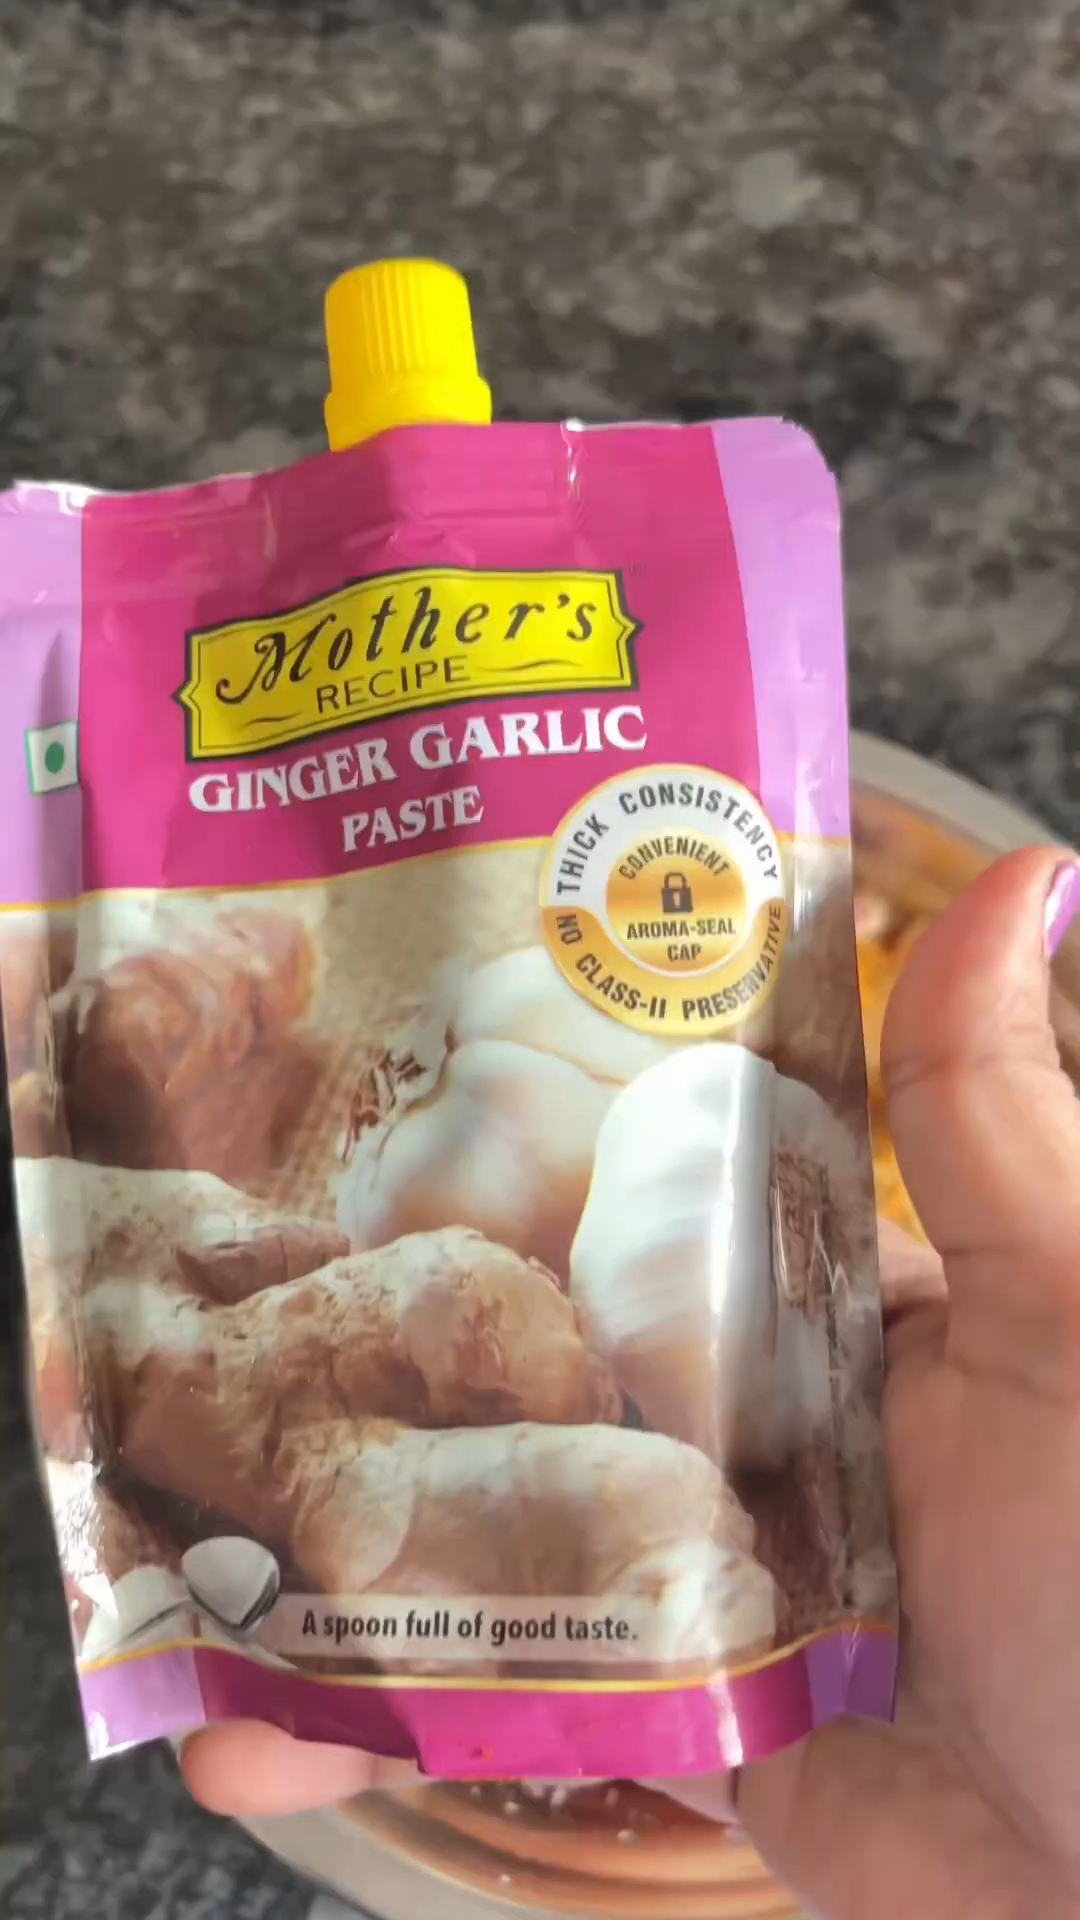 Mother's
RECIPE
GINGER GARLIC
PASTE
THICK CONSISTENCY
CONVENIENT
AROMA-SEAL
CAP
NO CLASS-II PRESERVATIVE
A spoon full of good taste.